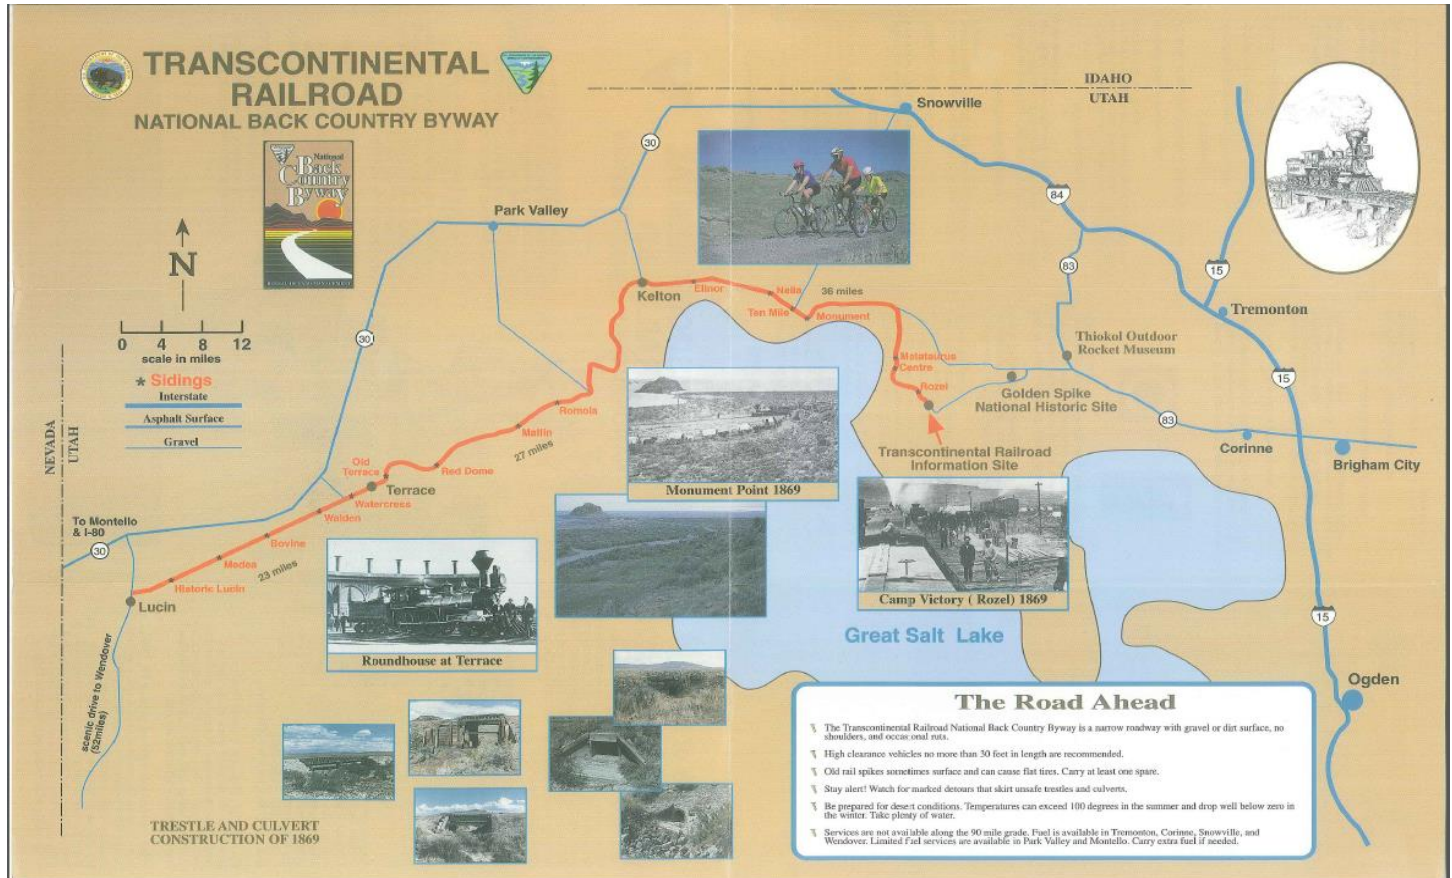 TRANSCONTINENTAL
RAILROAD
NATIONAL BACK COUNTRY BYWAY
National
Back
Country
Byway
N
0 4 8 12
scale in miles
* Sidings
Interstate
Asphalt Surface
Gravel
NEVADA
UTAH
IDAHO
UTAH
Snowville
30
Park Valley
84
83
15
Tremonton
Kelton
Elinor
Nella
36 miles
Ten Mile
Monument
30
Thiokol Outdoor
Rocket Museum
Matataurus
Centre
Rozel
Golden Spike
National Historic Site
15
83
Corinne
Brigham City
Transcontinental Railroad
Information Site
Romola
Matlin
27 miles
Red Dome
Old
Terrace
Terrace
Watercress
Walden
Bovine
Medea
23 miles
Historic Lucin
Lucin
To Montello
& I-80
30
scenic drive to Wendover
(52miles)
Monument Point 1869
Camp Victory ( Rozel) 1869
Roundhouse at Terrace
Great Salt Lake
15
Ogden
TRESTLE AND CULVERT
CONSTRUCTION OF 1869
The Road Ahead
The Transcontinental Railroad National Back Country Byway is a narrow roadway with gravel or dirt surface, no
shoulders, and occasional ruts.
High clearance vehicles no more than 30 feet in length are recommended.
Old rail spikes sometimes surface and can cause flat tires. Carry at least one spare.
Stay alert! Watch for marked detours that skirt unsafe trestles and culverts.
Be prepared for desert conditions. Temperatures can exceed 100 degrees in the summer and drop well below zero in
the winter. Take plenty of water.
Services are not available along the 90 mile grade. Fuel is available in Tremonton, Corinne, Snowville, and
Wendover. Limited fuel services are available in Park Valley and Montello. Carry extra fuel if needed.